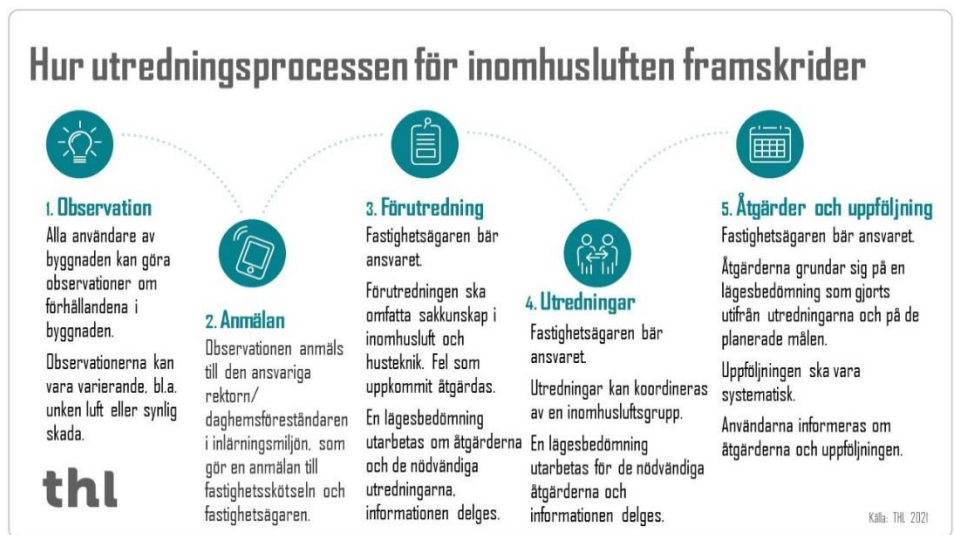 Hur utredningsprocessen för inomhusluften framskrider
1. Observation
Alla användare av
byggnaden kan göra
observationer om
förhållandena i
byggnaden.
Observationerna kan
vara varierande, bl.a.
unken luft eller synlig
skada.
2. Anmälan
Observationen anmäls
till den ansvariga
rektorn/
daghemsföreståndaren
i inlärningsmiljön, som
gör en anmälan till
fastighetsskötseln och
fastighetsägaren.
3. Förutredning
Fastighetsägaren bär
ansvaret.
Förutredningen ska
omfatta sakkunskap i
inomhusluft och
husteknik. Fel som
uppkommit åtgärdas.
En lägesbedömning
utarbetas om åtgärderna
och de nödvändiga
utredningarna,
informationen delges.
4. Utredningar
Fastighetsägaren bär
ansvaret.
Utredningar kan koordineras
av en inomhusluftsgrupp.
En lägesbedömning
utarbetas för de nödvändiga
åtgärderna och
informationen delges.
5. Åtgärder och uppföljning
Fastighetsägaren bär ansvaret.
Åtgärderna grundar sig på en
lägesbedömning som gjorts
utifrån utredningarna och på de
planerade målen.
Uppföljningen ska vara
systematisk.
Användarna informeras om
åtgärderna och uppföljningen.
thl
Källa: THL 2021